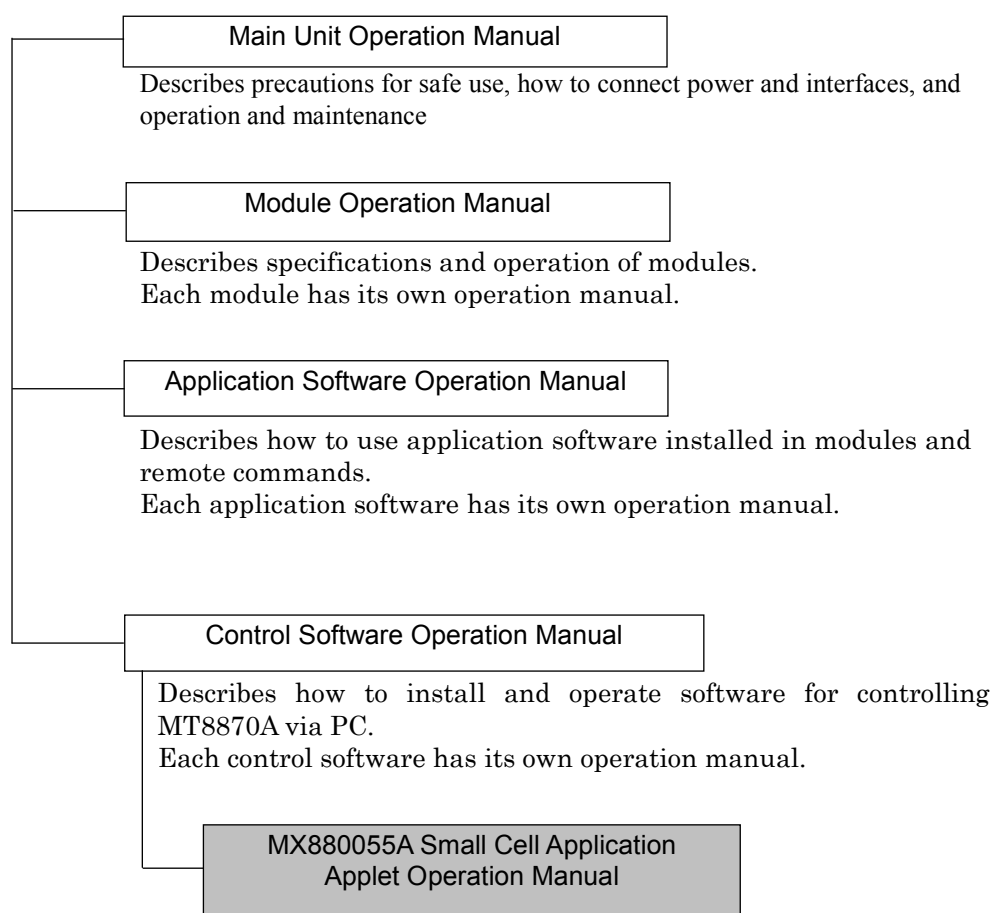 Main Unit Operation Manual
Describes precautions for safe use, how to connect power and interfaces, and
operation and maintenance
Module Operation Manual
Describes specifications and operation of modules.
Each module has its own operation manual.
Application Software Operation Manual
Describes how to use application software installed in modules and
remote commands.
Each application software has its own operation manual.
Control Software Operation Manual
Describes how to install and operate software for controlling
MT8870A via PC.
Each control software has its own operation manual.
MX880055A Small Cell Application
Applet Operation Manual